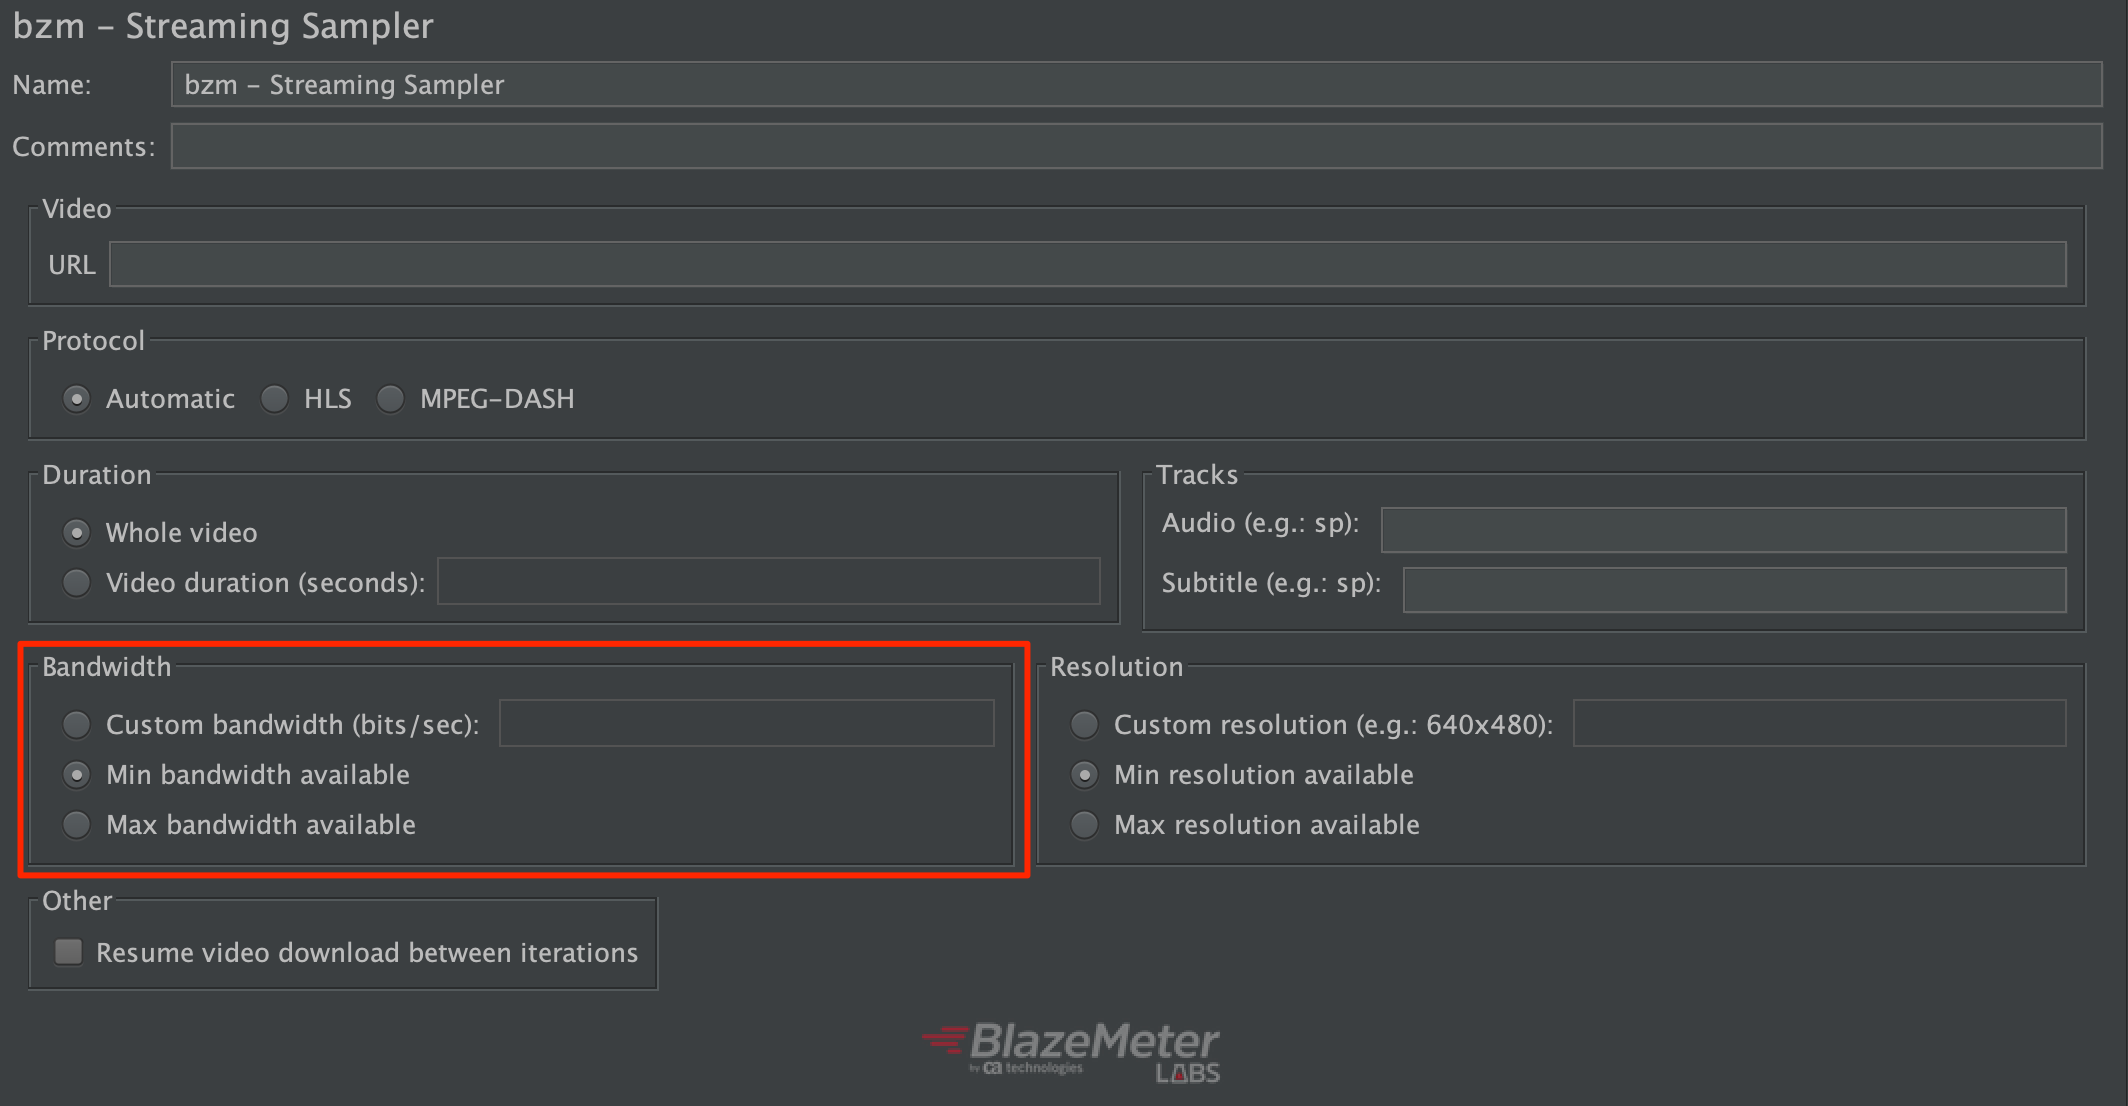 bzm – Streaming Sampler
Name: bzm – Streaming Sampler
Comments:
Video
URL
Protocol
Automatic HLS MPEG-DASH
Duration
Whole video
Video duration (seconds):
Tracks
Audio (e.g.: sp):
Subtitle (e.g.: sp):
Bandwidth
Custom bandwidth (bits/sec):
Min bandwidth available
Max bandwidth available
Resolution
Custom resolution (e.g.: 640x480):
Min resolution available
Max resolution available
Other
Resume video download between iterations
BlazeMeter
by ca technologies
LABS